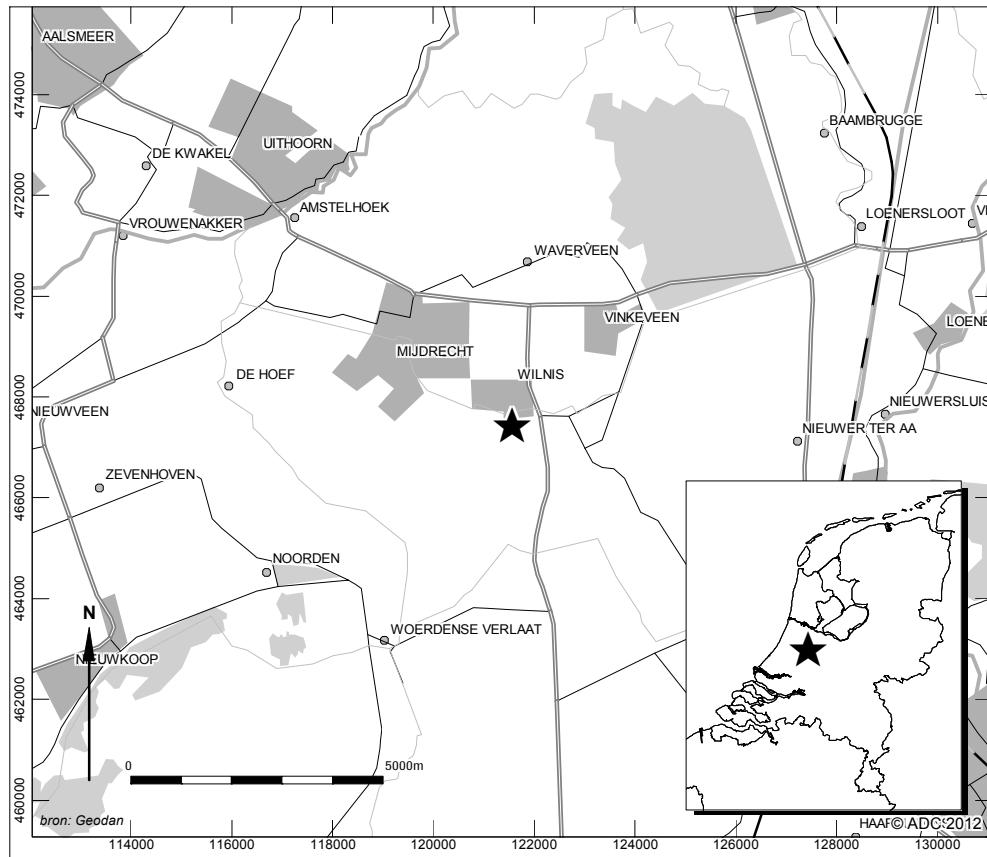 AALSMEER
474000
BAAMBRUGGE
UITHOORN
DE KWAKEL
472000
AMSTELHOEK
LOENERSLOOT
VROUWENAKKER
WAVERVEEN
470000
VINKEVEEN
LOENE
MIJDRECHT
WILNIS
DE HOEF
468000
NIEUWERSLUIS
NIEUWVEEN
NIEUWER TER AA
ZEVENHOVEN
466000
NOORDEN
464000
N
WOERDENSE VERLAAT
NIEUWKOOP
462000
0
5000m
460000
bron: Geodan
© ADC 2012
114000 116000 118000 120000 122000 124000 126000 128000 130000